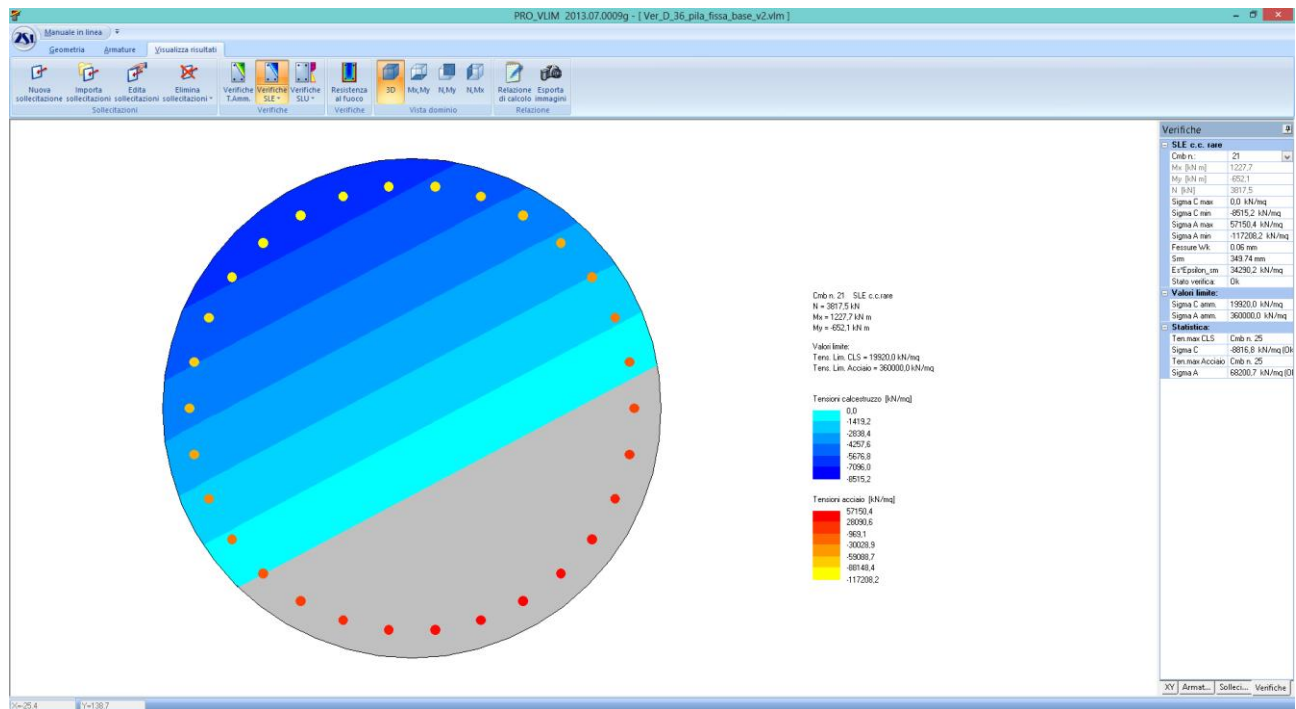 PRO_VLIM 2013.07.0009g - [ Ver_D_36_pila_fissa_base_v2.vlm ]
2SI
Manuale in linea
Geometria Armature Visualizza risultati
Nuova sollecitazione
Importa sollecitazioni
Edita sollecitazioni
Elimina sollecitazioni
Verifiche T.Amm.
Verifiche SLE
Verifiche SLU
Resistenza al fuoco
3D
Mx,My
N,My
N,Mx
Relazione di calcolo
Esporta immagini
Sollecitazioni
Verifiche
Verifiche
Vista dominio
Relazione
Cmb n. 21 SLE c.c.rare
N = 3817,5 kN
Mx = 1227,7 kN m
My = -652,1 kN m
Valori limite:
Tens. Lim. CLS = 19920,0 kN/mq
Tens. Lim. Acciaio = 360000,0 kN/mq
Tensioni calcestruzzo [kN/mq]
0,0
-1419,2
-2838,4
-4257,6
-5676,8
-7096,0
-8515,2
Tensioni acciaio [kN/mq]
57150,4
28090,6
-969,1
-30028,9
-59088,7
-88148,4
-117208,2
Verifiche
SLE c.c. rare
Cmb n.: 21
Mx [kN m] 1227,7
My [kN m] -652,1
N [kN] 3817,5
Sigma C max 0,0 kN/mq
Sigma C min -8515,2 kN/mq
Sigma A max 57150,4 kN/mq
Sigma A min -117208,2 kN/mq
Fessure Wk 0.06 mm
Srm 349.74 mm
Es*Epsilon_sm 34290,2 kN/mq
Stato verifica: Ok
Valori limite:
Sigma C amm. 19920,0 kN/mq
Sigma A amm. 360000,0 kN/mq
Statistica:
Ten.max CLS Cmb n. 25
Sigma C -8816,8 kN/mq (Ok
Ten.max Acciaio Cmb n. 25
Sigma A 68200,7 kN/mq (Ol
XY Armat... Solleci... Verifiche
X=-25.4 Y=138.7